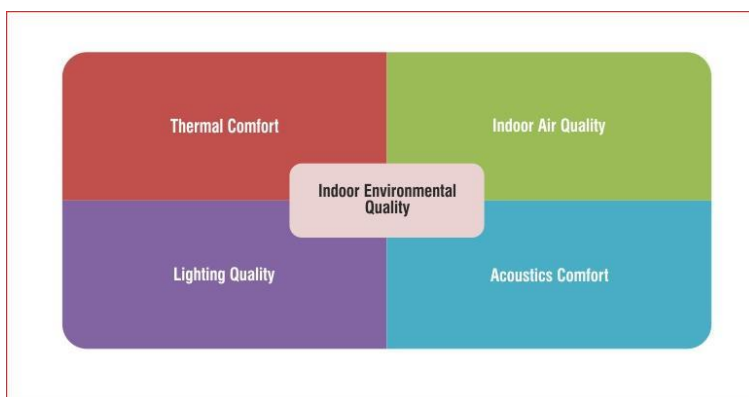 Thermal Comfort
Indoor Air Quality
Indoor Environmental
Quality
Lighting Quality
Acoustics Comfort